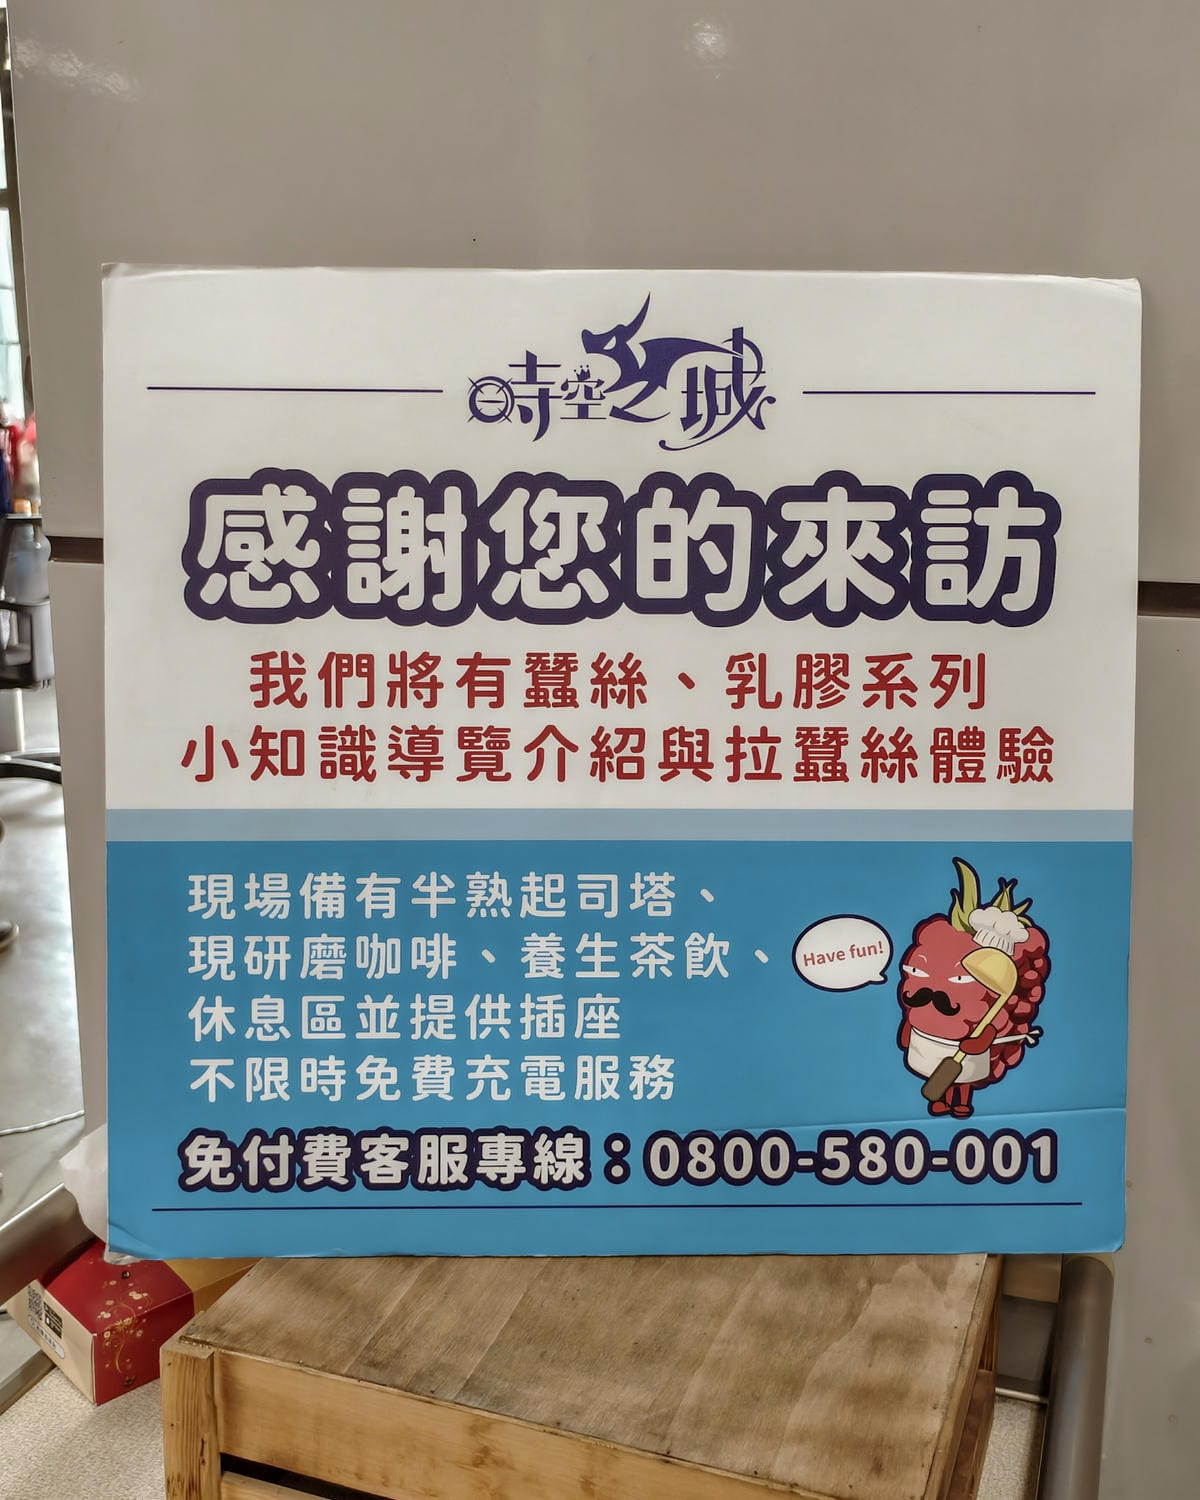 時空之城
感謝您的來訪
我們將有蠶絲、乳膠系列
小知識導覽介紹與拉蠶絲體驗
現場備有半熟起司塔、
現研磨咖啡、養生茶飲、
休息區並提供插座
不限時免費充電服務
Have fun!
免付費客服專線：0800-580-001